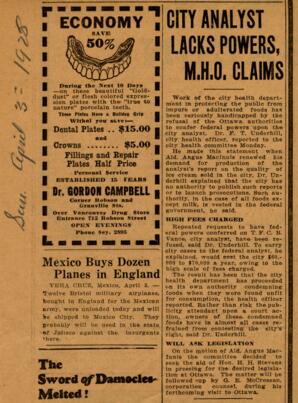 Sun April 3 = 1928
ECONOMY
SAVE
50%
During the Next 10 Days
—on these beautiful "Gold-
dust" or flesh colored expres-
sion plates with the "true to
nature" porcelain teeth.
These Plates Have a Bulldog Grip
Withal you save—
Dental Plates .. $15.00
and
Crowns ....... $5.00
Fillings and Repair
Plates Half Price
Personal Service
ESTABLISHED 15 YEARS
Dr. GORDON CAMPBELL
Corner Robson and
Granville Sts.
Over Vancouver Drug Store
Entrance Robson Street
OPEN EVENINGS
Phone Sey.
Mexico Buys Dozen
Planes in England
VERA CRUZ, Mexico, April 3. —
Twelve Bristol military airplanes,
bought in England for the Mexican
army, were unloaded today and will
be shipped to Mexico City. They
probably will be used in the state
of Jalisco against the insurgents
there.
The
Sword of Damocles-
Melted!
CITY ANALYST
LACKS POWERS,
M.H.O. CLAIMS
Work of the city health depart-
ment in protecting the public from
impure or adulterated foods has
been seriously handicapped by the
refusal of the Ottawa authorities
to confer federal powers upon the
city analyst, Dr. F. T. Underhill,
city health officer, reported to the
city health committee Monday.
He made this statement when
Ald. Angus MacInnis renewed his
demand for production of the
analyst's report on the quality of
ice cream sold in the city. Dr. Un-
derhill explained that the city has
no authority to publish such reports
or to launch prosecutions. Such au-
thority, in the case of all foods ex-
cept milk, is vested in the federal
government, he said.
HIGH FEES CHARGED
Repeated requests to have fed-
eral powers conferred on T. F. C. N.
Vance, city analyst, have been re-
fused, said Dr. Underhill. To carry
the cases to the federal analyst, he
explained, would cost the city
to $70,000 a year, owing to the
high scale of fees charged.
The result has been that the city
health department has proceeded
on its own authority condemning
foods when they were found unfit
for consumption, the health officer
reported. Rather than risk the pub-
licity attendant upon a court ac-
tion, owners of these condemned
foods have in almost all cases re-
frained from contesting the city's
right, said Dr. Underhill.
WILL ASK LEGISLATION
On the motion of Ald. Angus Mac-
Innis the committee decided to
seek the aid of Hon. H. H. Stevens
in pressing for the desired legisla-
tion at Ottawa. The matter will be
followed up by G. E. McCrossan,
corporation counsel, during his
forthcoming visit to Ottawa.